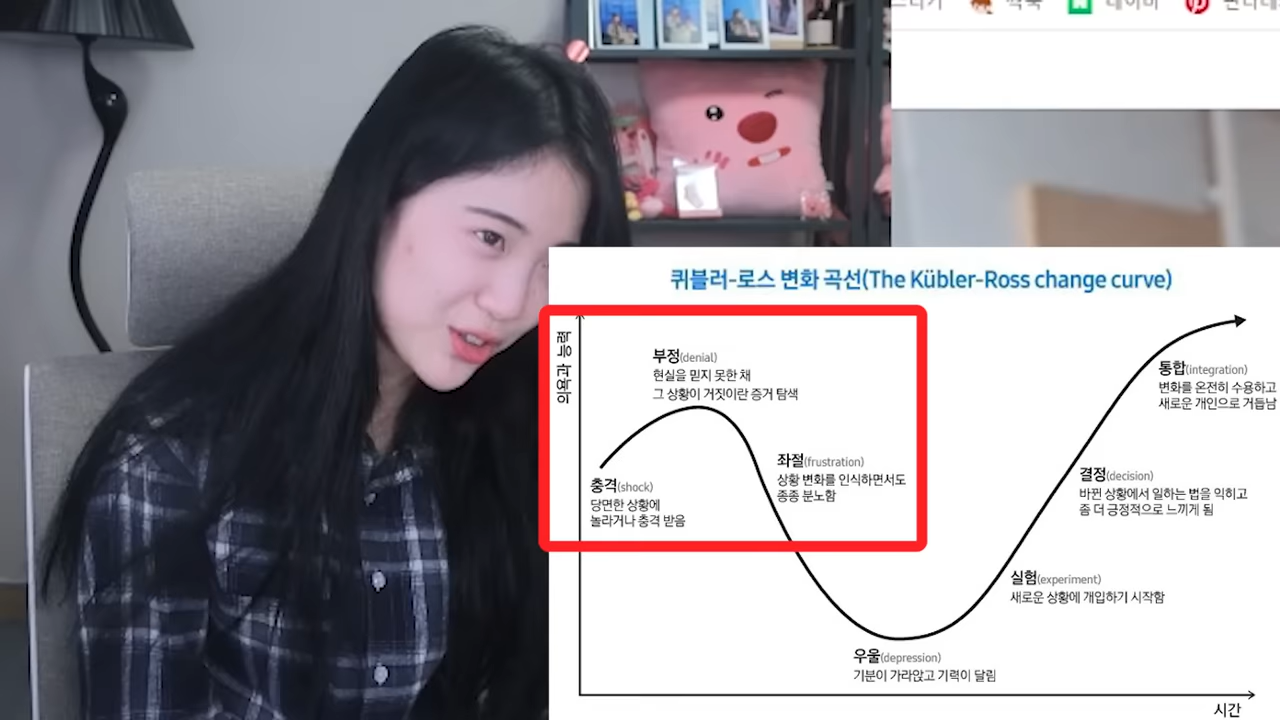 네이버
퀴블러-로스 변화 곡선(The Kübler-Ross change curve)
의욕과 능력
부정(denial)
현실을 믿지 못한 채
그 상황이 거짓이란 증거 탐색
충격(shock)
당면한 상황에
놀라거나 충격 받음
좌절(frustration)
상황 변화를 인식하면서도
종종 분노함
우울(depression)
기분이 가라앉고 기력이 달림
실험(experiment)
새로운 상황에 개입하기 시작함
결정(decision)
바뀐 상황에서 일하는 법을 익히고
좀 더 긍정적으로 느끼게 됨
통합(integration)
변화를 온전히 수용하고
새로운 개인으로 거듭남
시간